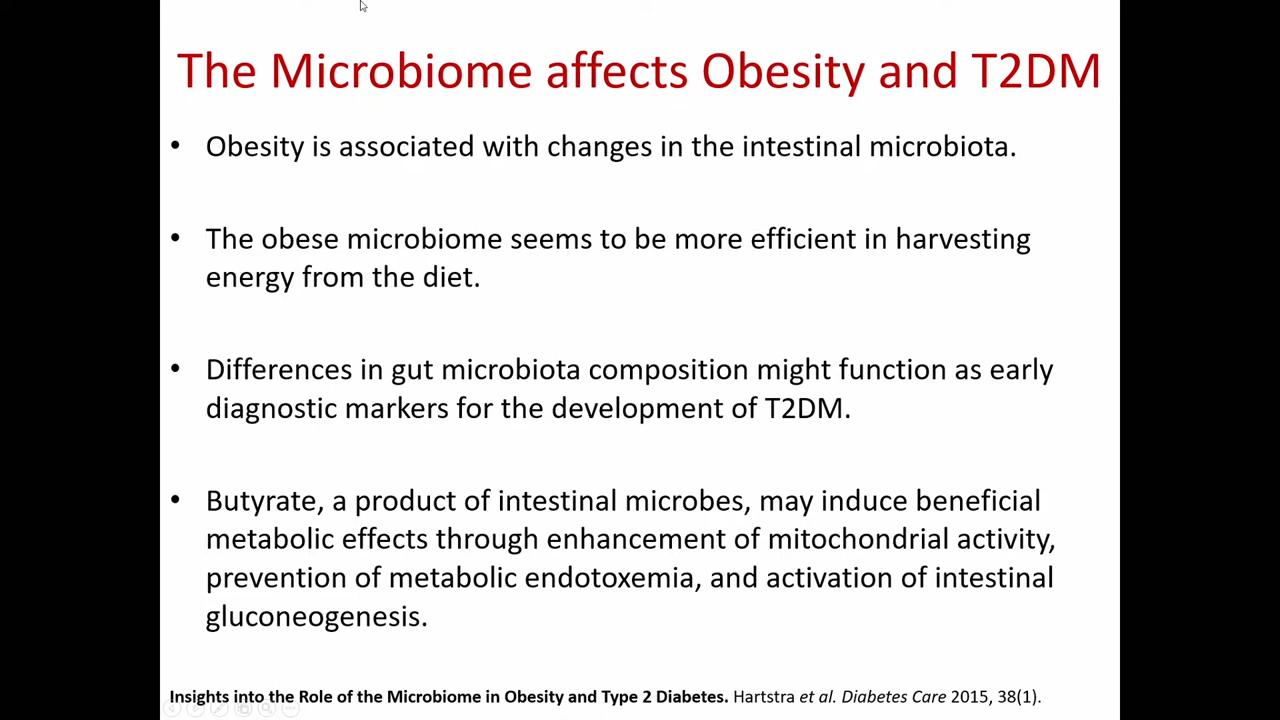 The Microbiome affects Obesity and T2DM
• Obesity is associated with changes in the intestinal microbiota.
• The obese microbiome seems to be more efficient in harvesting
energy from the diet.
• Differences in gut microbiota composition might function as early
diagnostic markers for the development of T2DM.
• Butyrate, a product of intestinal microbes, may induce beneficial
metabolic effects through enhancement of mitochondrial activity,
prevention of metabolic endotoxemia, and activation of intestinal
gluconeogenesis.
Insights into the Role of the Microbiome in Obesity and Type 2 Diabetes. Hartstra et al. Diabetes Care 2015, 38(1).